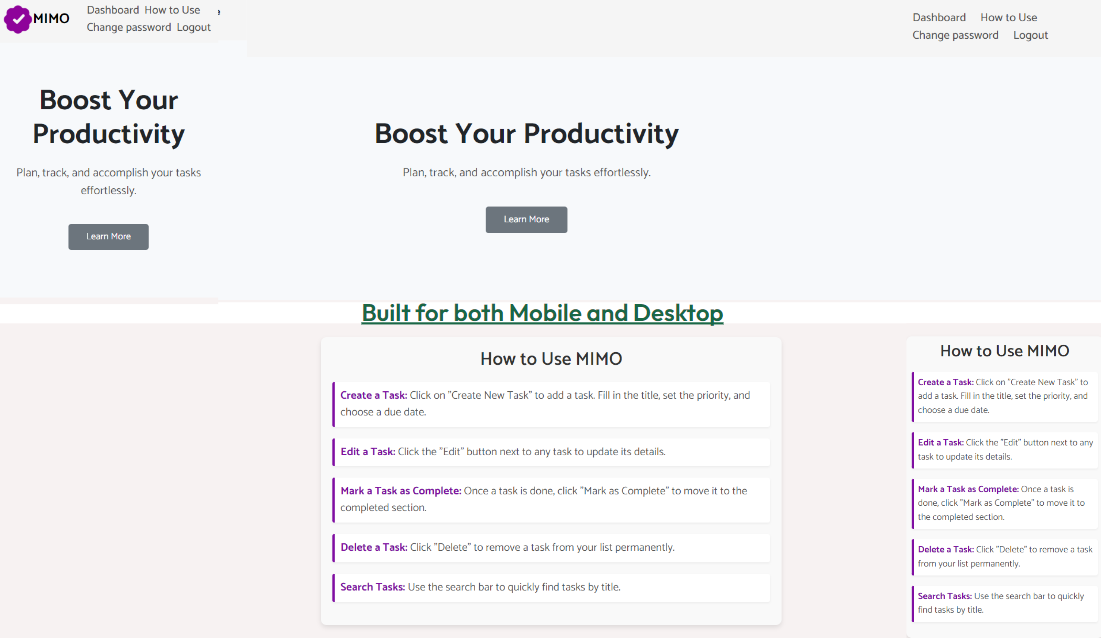 MIMO
Dashboard How to Use
Change password Logout
Boost Your
Productivity
Plan, track, and accomplish your tasks
effortlessly.
Learn More
Dashboard How to Use
Change password Logout
Boost Your Productivity
Plan, track, and accomplish your tasks effortlessly.
Learn More
Built for both Mobile and Desktop
How to Use MIMO
Create a Task: Click on "Create New Task" to add a task. Fill in the title, set the priority, and
choose a due date.
Edit a Task: Click the "Edit" button next to any task to update its details.
Mark a Task as Complete: Once a task is done, click "Mark as Complete" to move it to the
completed section.
Delete a Task: Click "Delete" to remove a task from your list permanently.
Search Tasks: Use the search bar to quickly find tasks by title.
How to Use MIMO
Create a Task: Click on "Create New Task" to
add a task. Fill in the title, set the priority, and
choose a due date.
Edit a Task: Click the "Edit" button next to any
task to update its details.
Mark a Task as Complete: Once a task is
done, click "Mark as Complete" to move it to
the completed section.
Delete a Task: Click "Delete" to remove a task
from your list permanently.
Search Tasks: Use the search bar to quickly
find tasks by title.